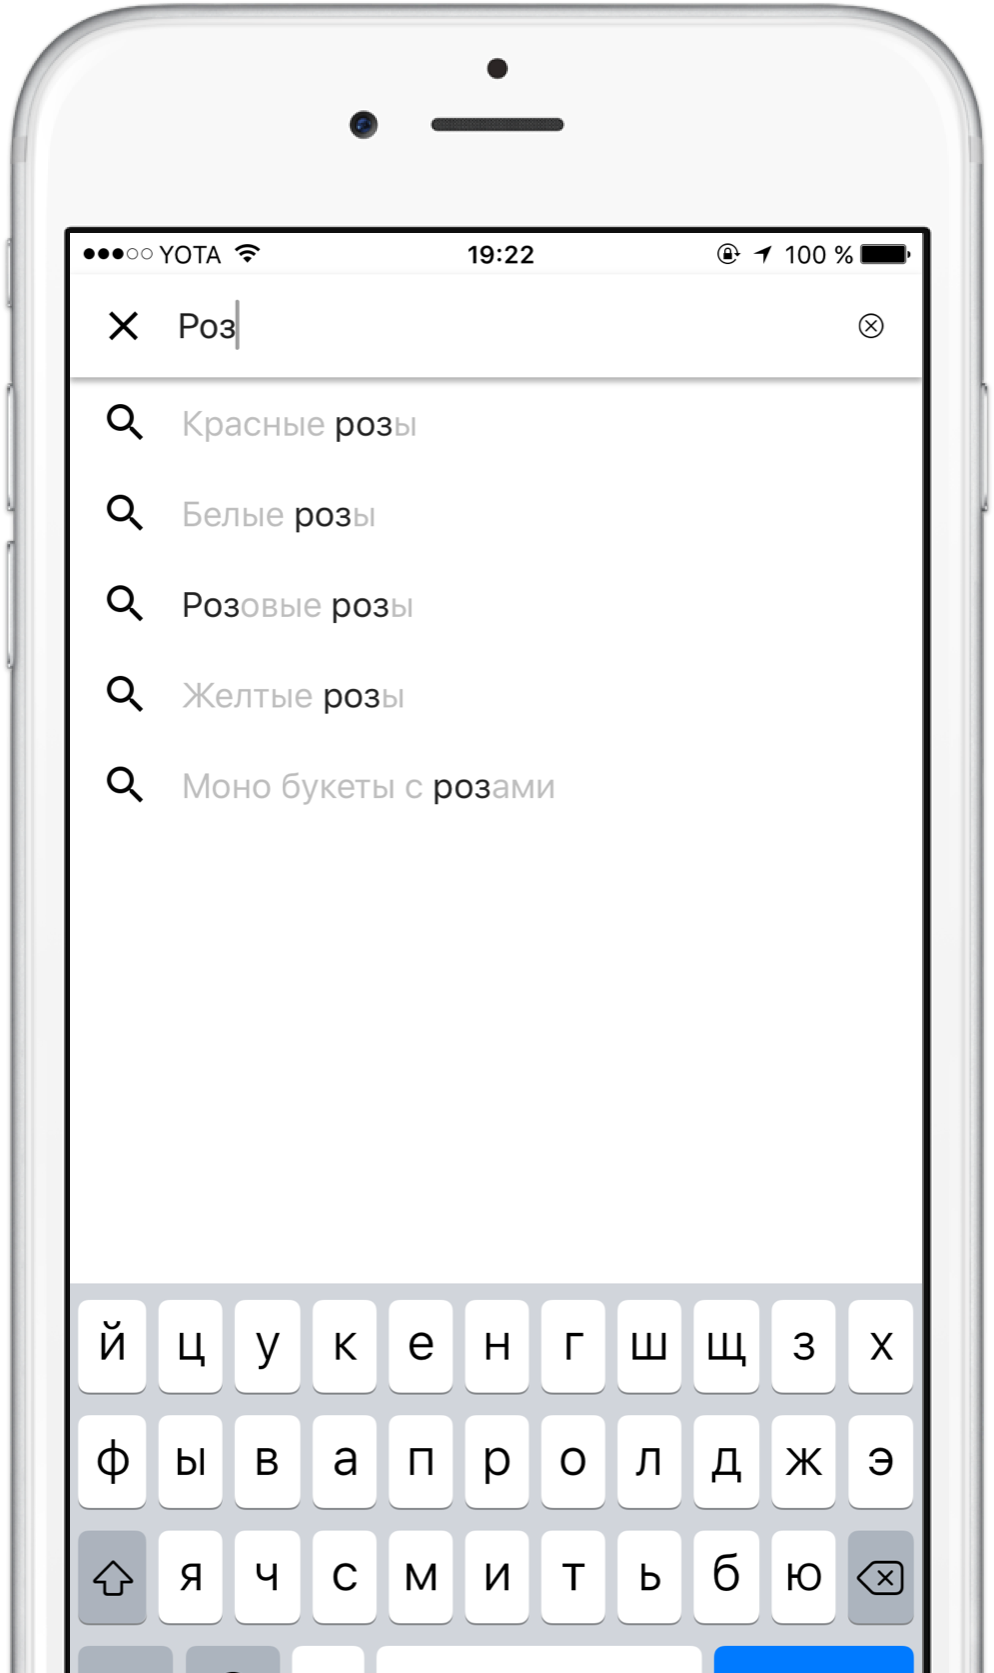 YOTA 19:22 100 %
Роз
Красные розы
Белые розы
Розовые розы
Желтые розы
Моно букеты с розами
й ц у к е н г ш щ з х
ф ы в а п р о л д ж э
я ч с м и т ь б ю